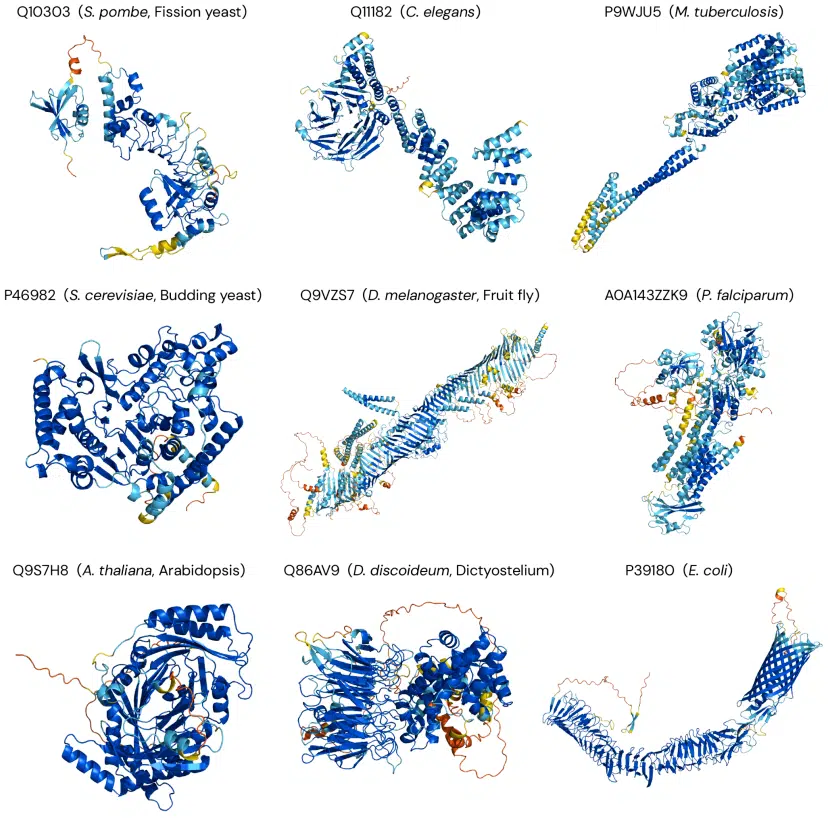 Q10303 (S. pombe, Fission yeast)
Q11182 (C. elegans)
P9WJU5 (M. tuberculosis)
P46982 (S. cerevisiae, Budding yeast)
Q9VZS7 (D. melanogaster, Fruit fly)
A0A143ZZK9 (P. falciparum)
Q9S7H8 (A. thaliana, Arabidopsis)
Q86AV9 (D. discoideum, Dictyostelium)
P39180 (E. coli)